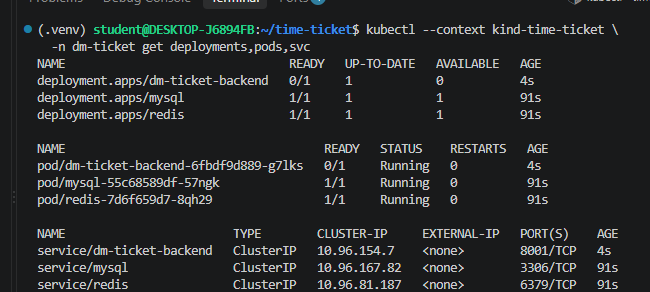 Problems Debug Console Terminal Ports
(.venv) student@DESKTOP-J6894FB:~/time-ticket$ kubectl --context kind-time-ticket \
-n dm-ticket get deployments,pods,svc
NAME READY UP-TO-DATE AVAILABLE AGE
deployment.apps/dm-ticket-backend 0/1 1 0 4s
deployment.apps/mysql 1/1 1 1 91s
deployment.apps/redis 1/1 1 1 91s
NAME READY STATUS RESTARTS AGE
pod/dm-ticket-backend-6fbdf9d889-g7lks 0/1 Running 0 4s
pod/mysql-55c68589df-57ngk 1/1 Running 0 91s
pod/redis-7d6f659d7-8qh29 1/1 Running 0 91s
NAME TYPE CLUSTER-IP EXTERNAL-IP PORT(S) AGE
service/dm-ticket-backend ClusterIP 10.96.154.7 <none> 8001/TCP 4s
service/mysql ClusterIP 10.96.167.82 <none> 3306/TCP 91s
service/redis ClusterIP 10.96.81.187 <none> 6379/TCP 91s